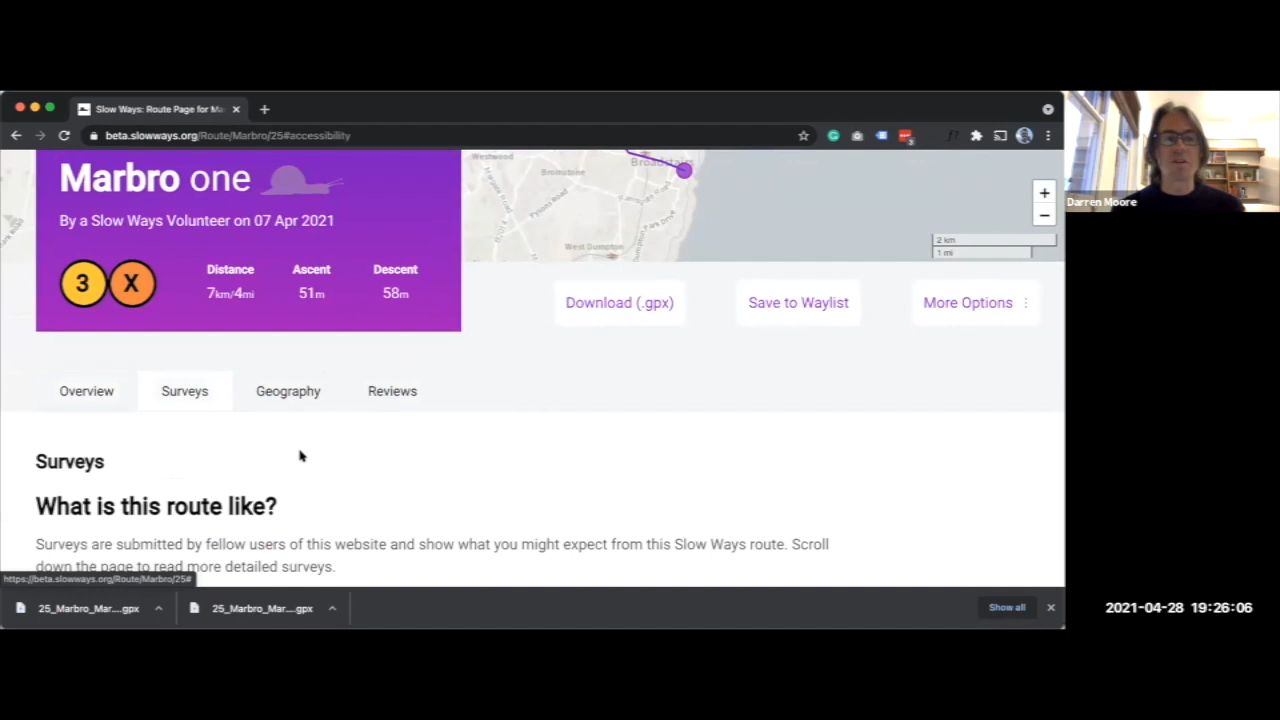 Slow Ways: Route Page for Ma
beta.slowways.org/Route/Marbro/25#accessibility
Marbro one
By a Slow Ways Volunteer on 07 Apr 2021
3 X
Distance Ascent Descent
7km/4mi 51m 58m
Westwood
Broadstairs
Bromstone
West Dumpton
Park Drive
+
−
2 km
1 mi
Download (.gpx) Save to Waylist More Options
Overview Surveys Geography Reviews
Surveys
What is this route like?
Surveys are submitted by fellow users of this website and show what you might expect from this Slow Ways route. Scroll
down the page to read more detailed surveys.
https://beta.slowways.org/Route/Marbro/25#
25_Marbro_Mar....gpx 25_Marbro_Mar....gpx Show all
Darren Moore
2021-04-28 19:26:06